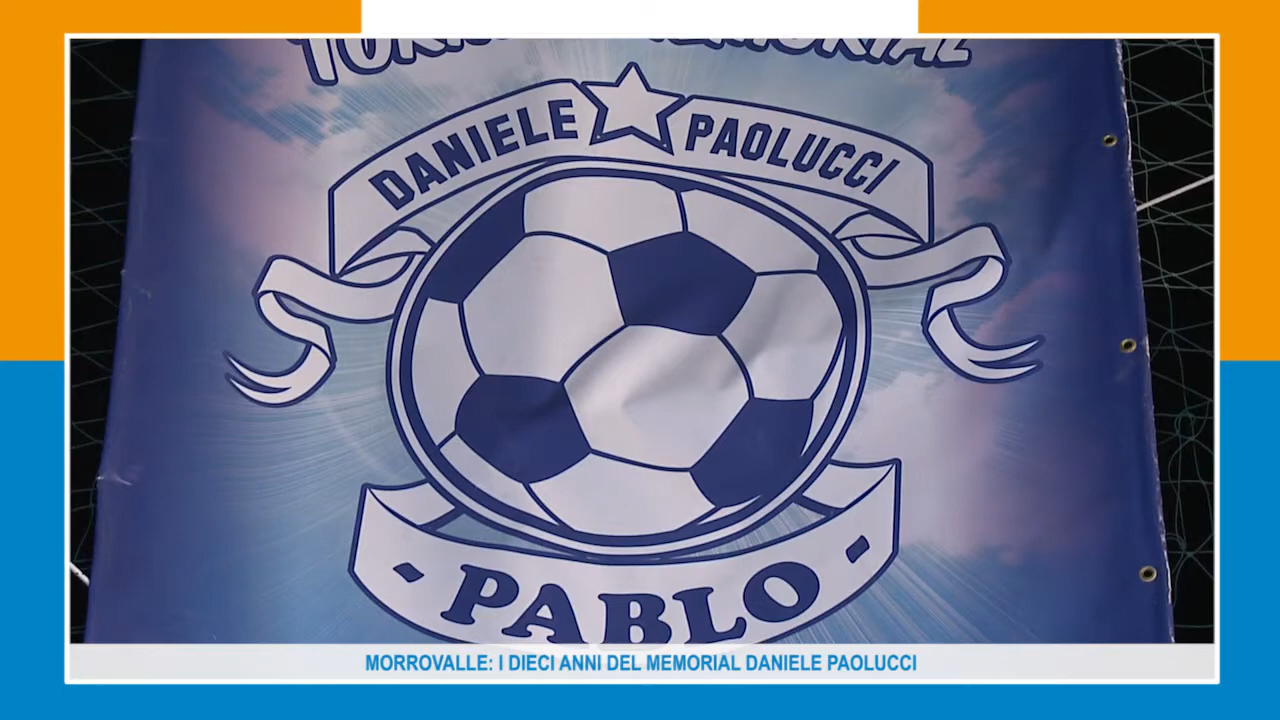 DANIELE PAOLUCCI
- PABLO -
MORROVALLE: I DIECI ANNI DEL MEMORIAL DANIELE PAOLUCCI